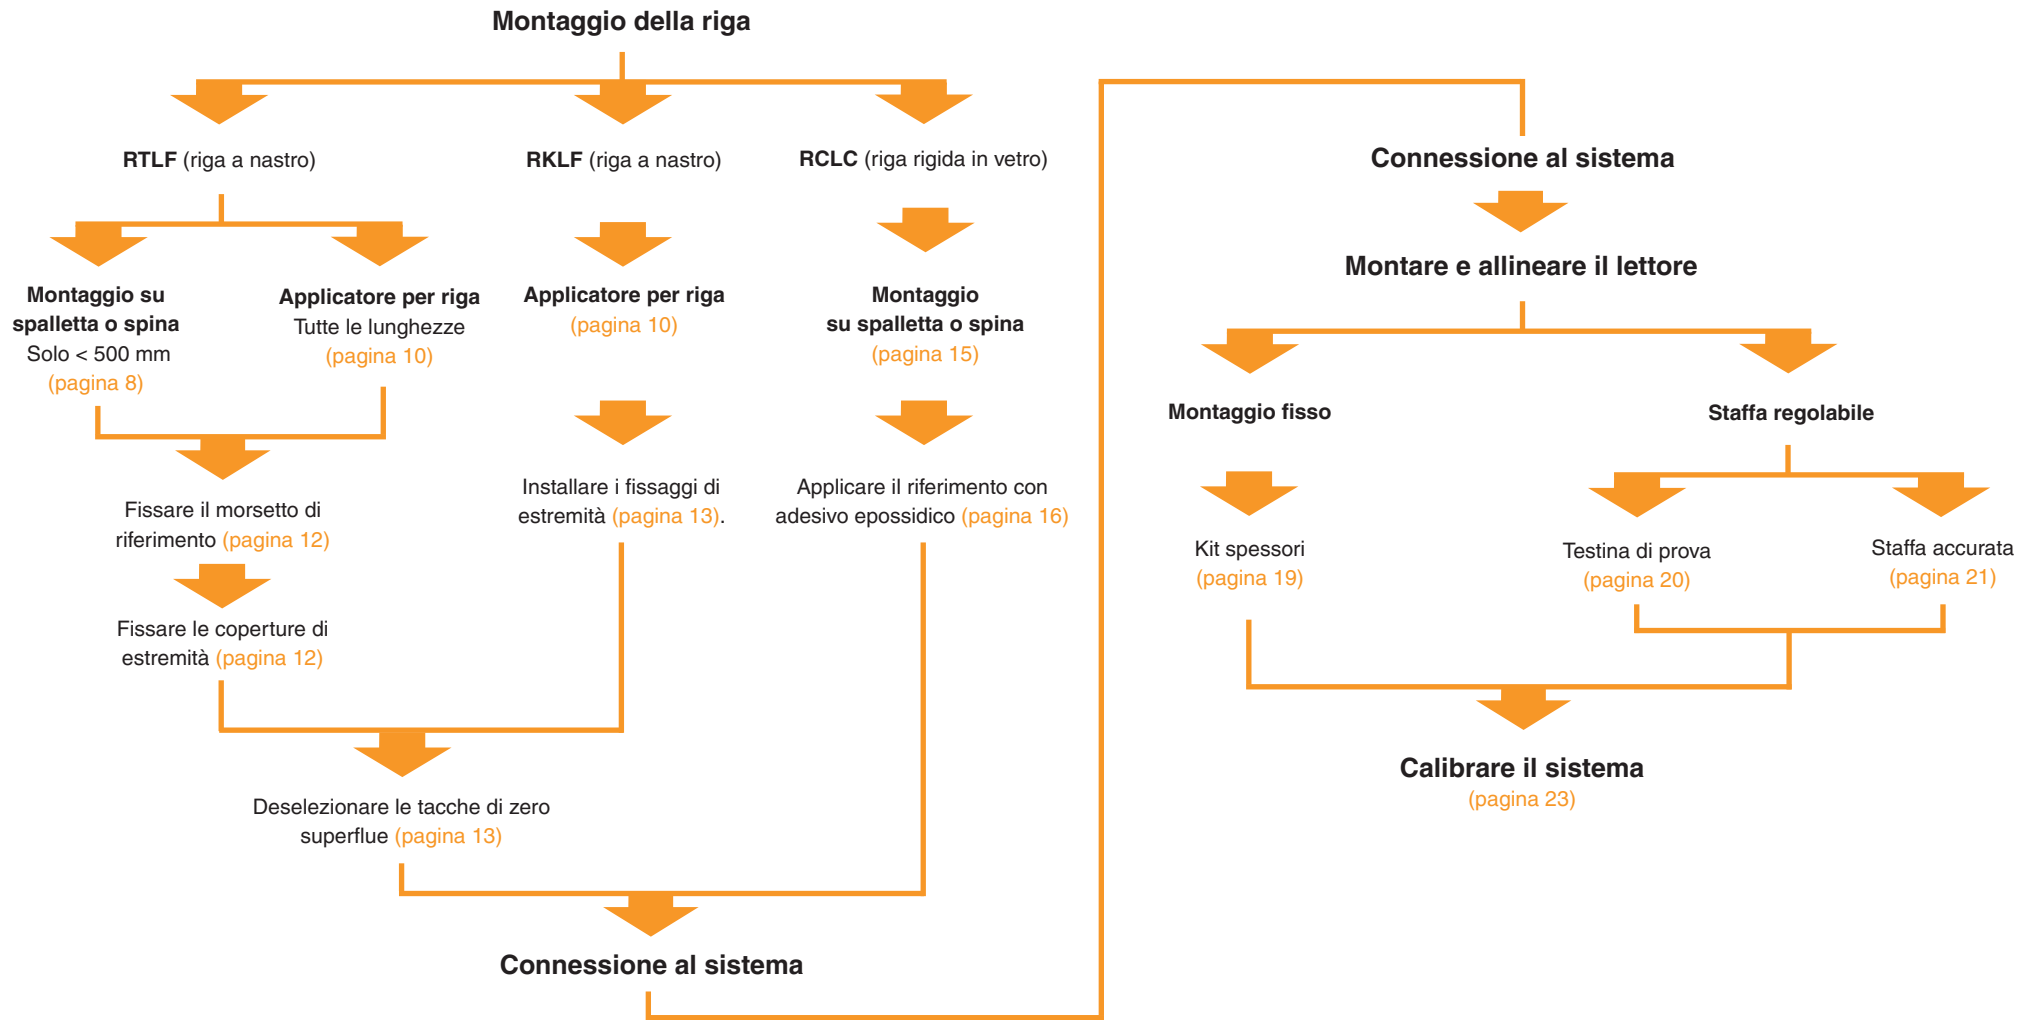 Montaggio della riga
RTLF (riga a nastro)
RKLF (riga a nastro)
RCLC (riga rigida in vetro)
Montaggio su
spalletta o spina
Solo < 500 mm
(pagina 8)
Applicatore per riga
Tutte le lunghezze
(pagina 10)
Applicatore per riga
(pagina 10)
Montaggio
su spalletta o spina
(pagina 15)
Fissare il morsetto di
riferimento (pagina 12)
Installare i fissaggi di
estremità (pagina 13).
Applicare il riferimento con
adesivo epossidico (pagina 16)
Fissare le coperture di
estremità (pagina 12)
Deselezionare le tacche di zero
superflue (pagina 13)
Connessione al sistema
Connessione al sistema
Montare e allineare il lettore
Montaggio fisso
Staffa regolabile
Kit spessori
(pagina 19)
Testina di prova
(pagina 20)
Staffa accurata
(pagina 21)
Calibrare il sistema
(pagina 23)